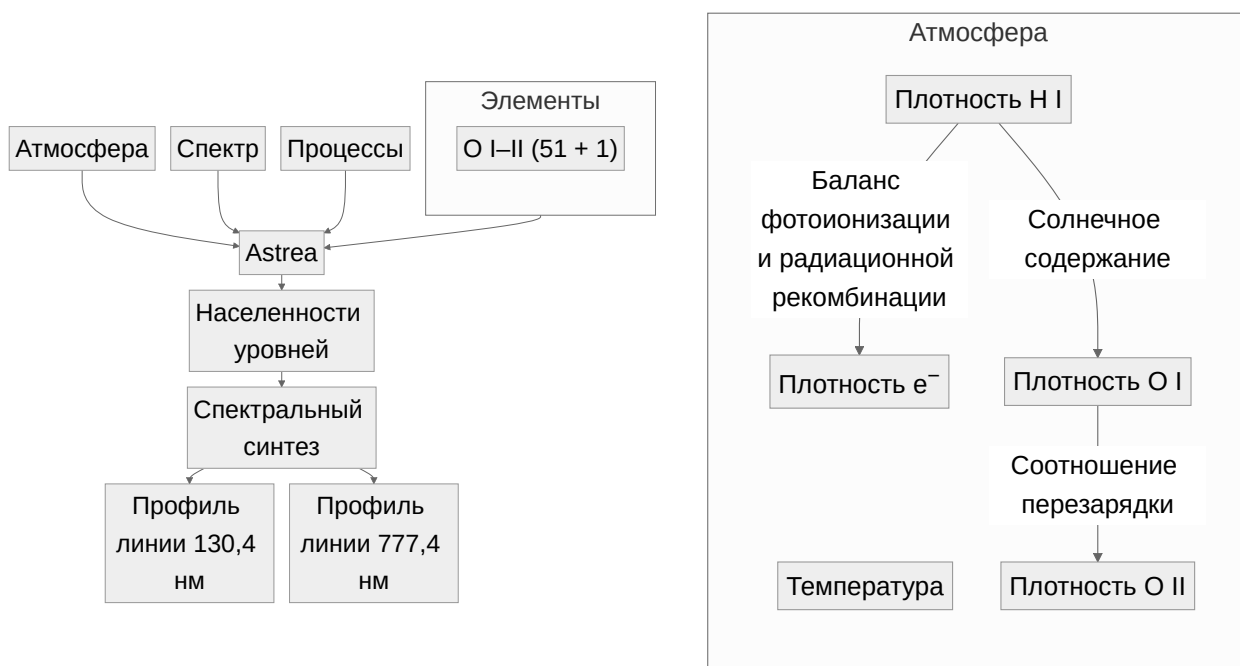 Элементы
O I–II (51 + 1)
Атмосфера
Спектр
Процессы
Astrea
Населенности
уровней
Спектральный
синтез
Профиль
линии 130,4
нм
Профиль
линии 777,4
нм
Атмосфера
Плотность H I
Баланс
фотоионизации
и радиационной
рекомбинации
Солнечное
содержание
Плотность e⁻
Плотность O I
Соотношение
перезарядки
Температура
Плотность O II